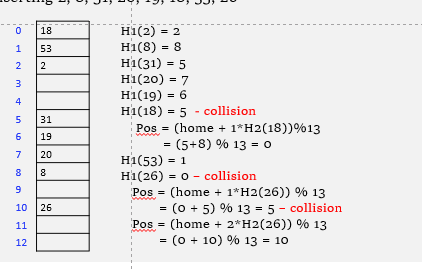 serting 2, 8, 31, 20, 19, 18, 53, 26
0 18
1 53
2 2
3
4
5 31
6 19
7 20
8 8
9
10 26
11
12
H1(2) = 2
H1(8) = 8
H1(31) = 5
H1(20) = 7
H1(19) = 6
H1(18) = 5 - collision
Pos = (home + 1*H2(18))%13
= (5+8) % 13 = 0
H1(53) = 1
H1(26) = 0 – collision
Pos = (home + 1*H2(26)) % 13
= (0 + 5) % 13 = 5 – collision
Pos = (home + 2*H2(26)) % 13
= (0 + 10) % 13 = 10